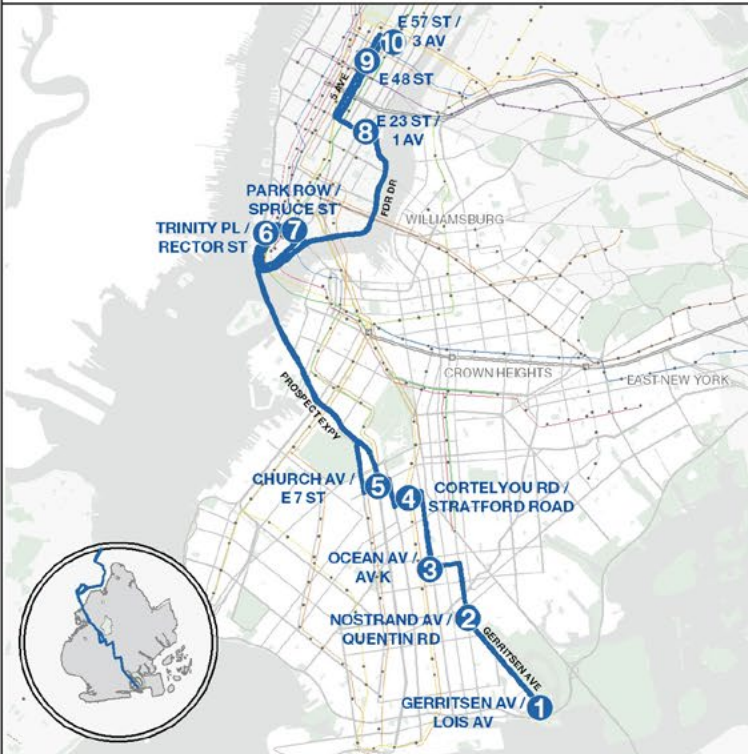 E 57 ST /
3 AV
10
9
5 AVE
E 48 ST
8
E 23 ST /
1 AV
FDR DR
PARK ROW /
SPRUCE ST
WILLIAMSBURG
TRINITY PL /
RECTOR ST
6
7
PROSPECT EXPY
CROWN HEIGHTS
EAST NEW YORK
CHURCH AV /
E 7 ST
5
4
CORTELYOU RD /
STRATFORD ROAD
OCEAN AV /
AV K
3
NOSTRAND AV /
QUENTIN RD
2
GERRITSEN AVE
GERRITSEN AV /
LOIS AV
1